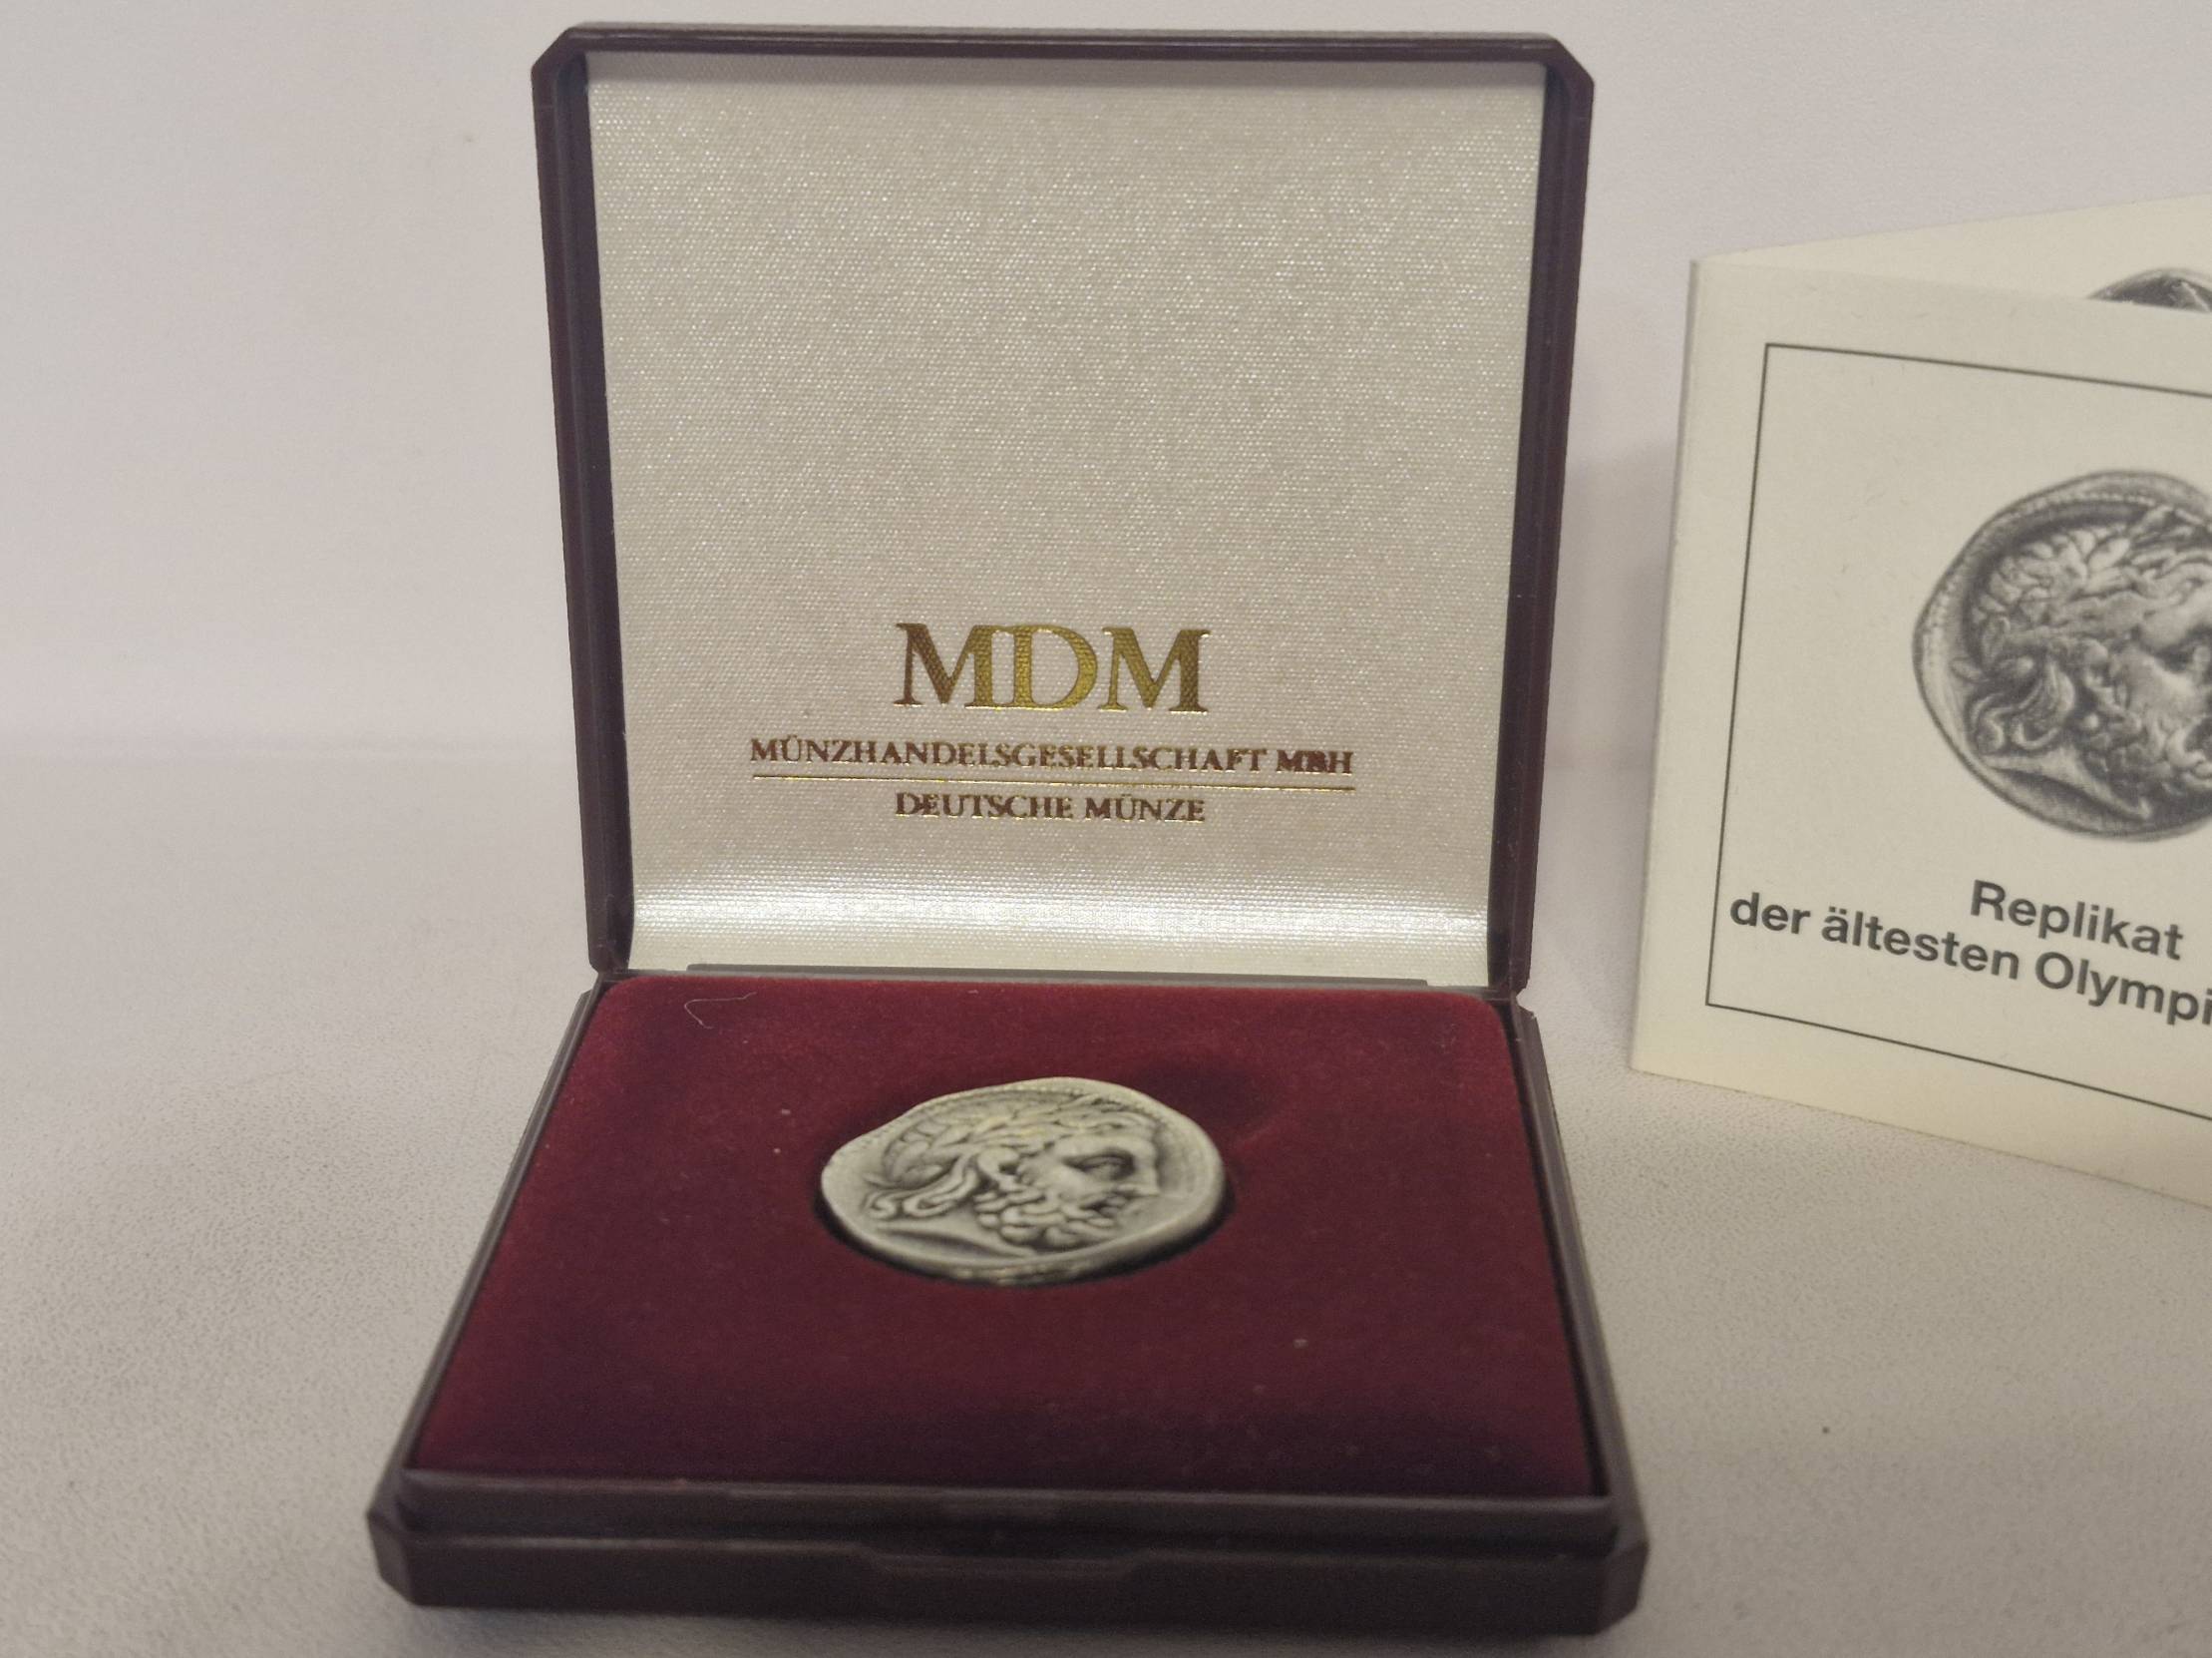 MDM
MÜNZHANDELSGESELLSCHAFT MBH
DEUTSCHE MÜNZE
Replikat
der ältesten